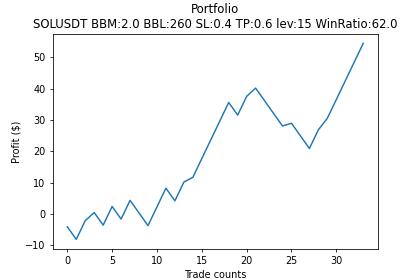 Portfolio
SOLUSDT BBM:2.0 BBL:260 SL:0.4 TP:0.6 lev:15 WinRatio:62.0
50
40
30
20
10
0
−10
Profit ($)
0 5 10 15 20 25 30
Trade counts